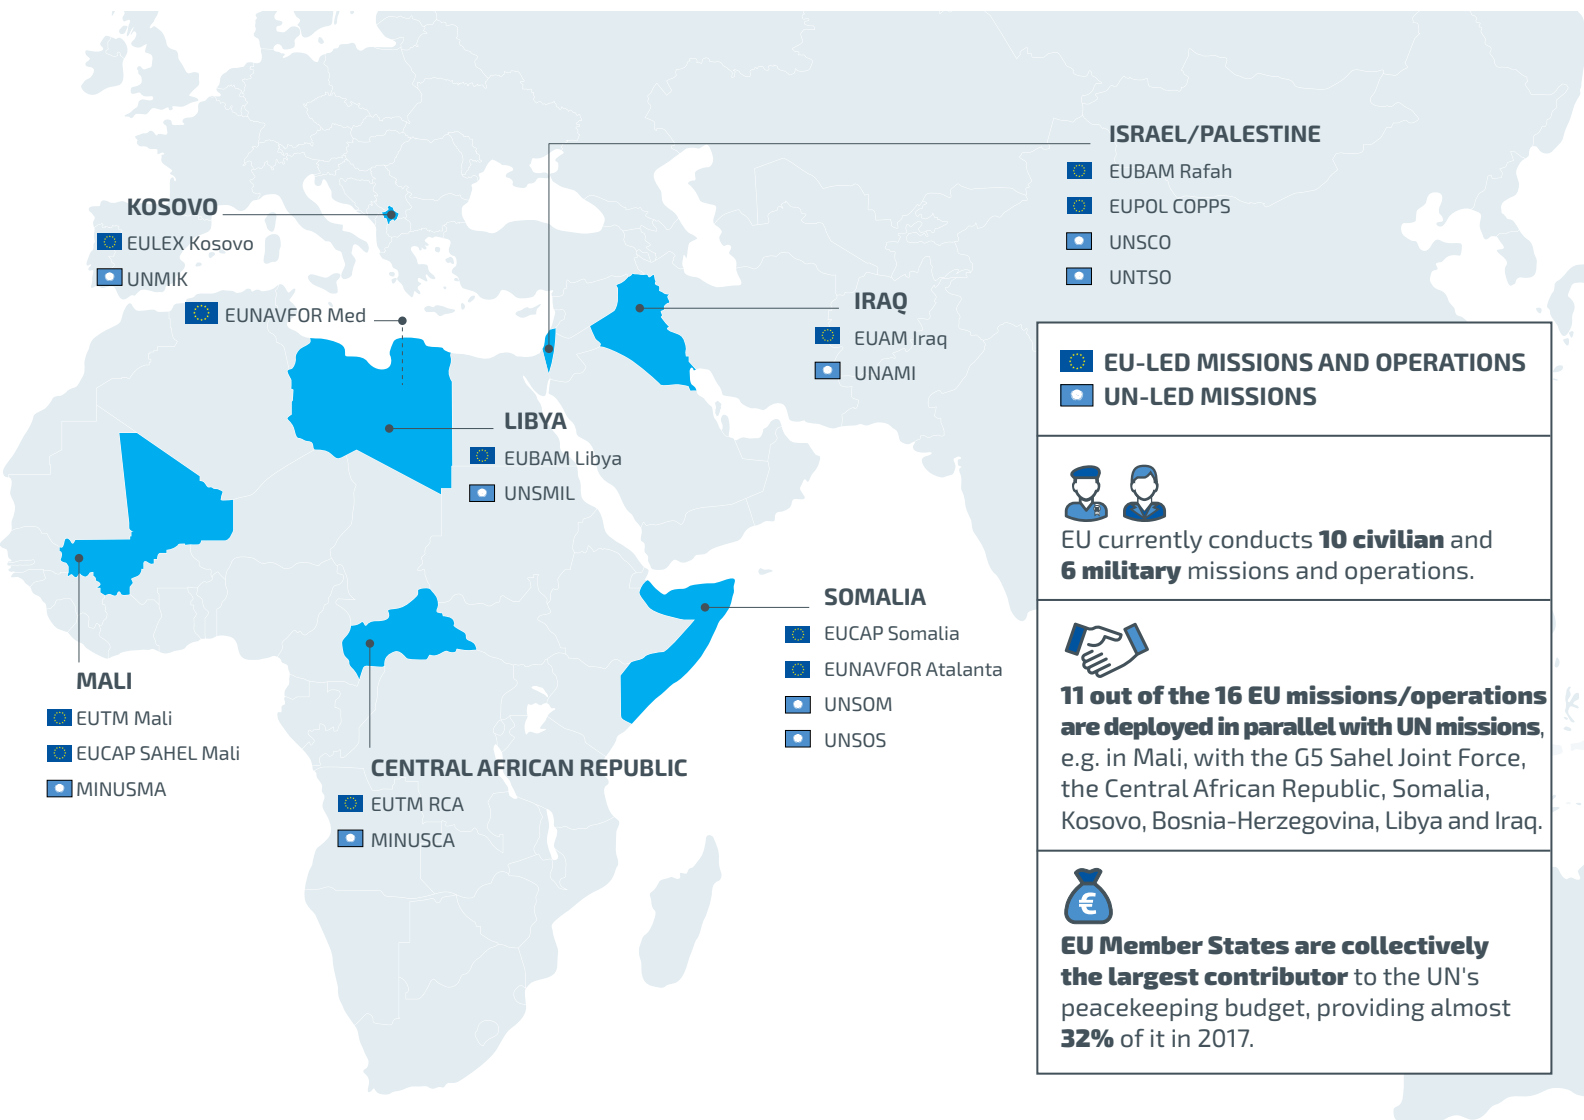 ISRAEL/PALESTINE
EUBAM Rafah
EUPOL COPPS
UNSCO
UNTSO
KOSOVO
EULEX Kosovo
UNMIK
EUNAVFOR Med
IRAQ
EUAM Iraq
UNAMI
LIBYA
EUBAM Libya
UNSMIL
SOMALIA
EUCAP Somalia
EUNAVFOR Atalanta
UNSOM
UNSOS
MALI
EUTM Mali
EUCAP SAHEL Mali
MINUSMA
CENTRAL AFRICAN REPUBLIC
EUTM RCA
MINUSCA
EU-LED MISSIONS AND OPERATIONS
UN-LED MISSIONS
EU currently conducts 10 civilian and
6 military missions and operations.
11 out of the 16 EU missions/operations
are deployed in parallel with UN missions,
e.g. in Mali, with the G5 Sahel Joint Force,
the Central African Republic, Somalia,
Kosovo, Bosnia-Herzegovina, Libya and Iraq.
€
EU Member States are collectively
the largest contributor to the UN's
peacekeeping budget, providing almost
32% of it in 2017.